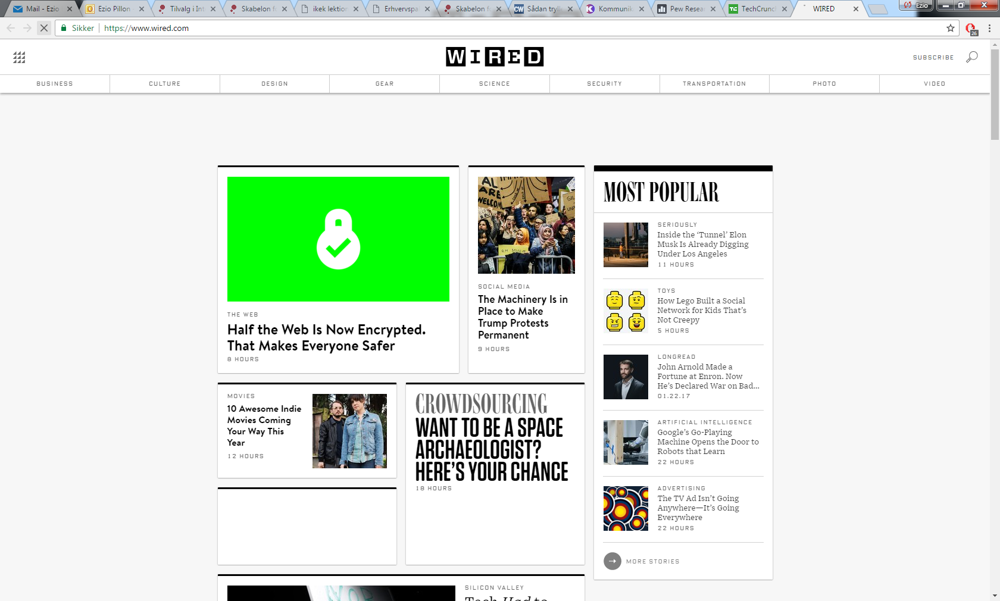 Mail - Ezio
Ezio Pillon
Tilvalg i Int
Skabelon f
ikek lektion
Erhvervspa
Skabelon f
CW
Sådan trylle
K
Kommunik
Pew Resea
TC
TechCrunc
WIRED
Ezio
Sikker
https://www.wired.com
26
WIRED
SUBSCRIBE
BUSINESS
CULTURE
DESIGN
GEAR
SCIENCE
SECURITY
TRANSPORTATION
PHOTO
VIDEO
THE WEB
Half the Web Is Now Encrypted.
That Makes Everyone Safer
8 HOURS
AL
ARE
WELCOM
SOCIAL MEDIA
The Machinery Is in
Place to Make
Trump Protests
Permanent
9 HOURS
MOVIES
10 Awesome Indie
Movies Coming
Your Way This
Year
12 HOURS
CROWDSOURCING
WANT TO BE A SPACE
ARCHAEOLOGIST?
HERE'S YOUR CHANCE
18 HOURS
SILICON VALLEY
Tech Had to
MOST POPULAR
SERIOUSLY
Inside the ‘Tunnel’ Elon
Musk Is Already Digging
Under Los Angeles
11 HOURS
TOYS
How Lego Built a Social
Network for Kids That’s
Not Creepy
5 HOURS
LONGREAD
John Arnold Made a
Fortune at Enron. Now
He’s Declared War on Bad...
01.22.17
ARTIFICIAL INTELLIGENCE
Google’s Go-Playing
Machine Opens the Door to
Robots that Learn
22 HOURS
ADVERTISING
The TV Ad Isn’t Going
Anywhere—It’s Going
Everywhere
22 HOURS
MORE STORIES